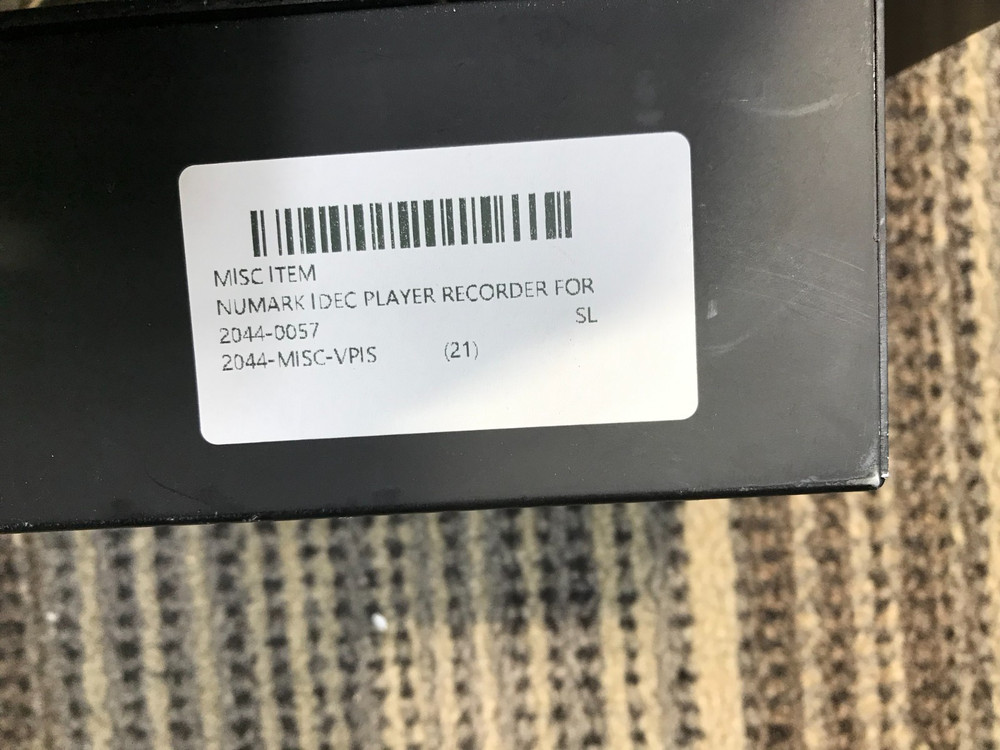 MISC ITEM
NUMARK IDEC PLAYER RECORDER FOR
SL
2044-0057
2044-MISC-VPIS (21)